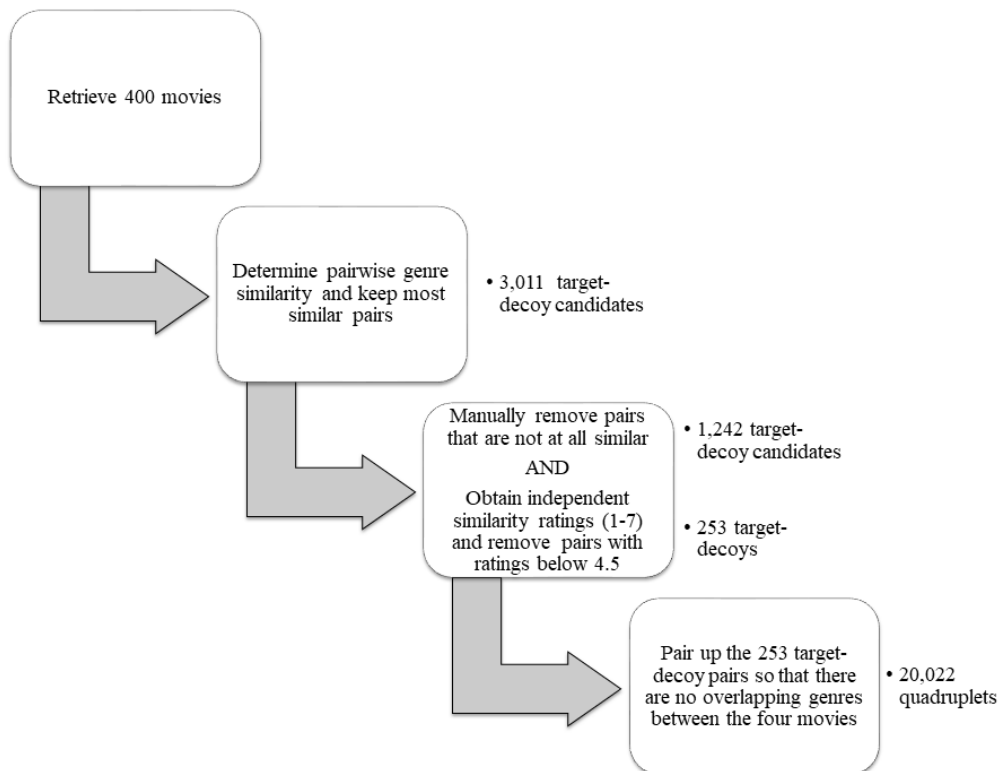 Retrieve 400 movies
Determine pairwise genre
similarity and keep most
similar pairs
• 3,011 target-
decoy candidates
Manually remove pairs
that are not at all similar
AND
Obtain independent
similarity ratings (1-7)
and remove pairs with
ratings below 4.5
• 1,242 target-
decoy candidates
• 253 target-
decoys
Pair up the 253 target-
decoy pairs so that there
are no overlapping genres
between the four movies
• 20,022
quadruplets